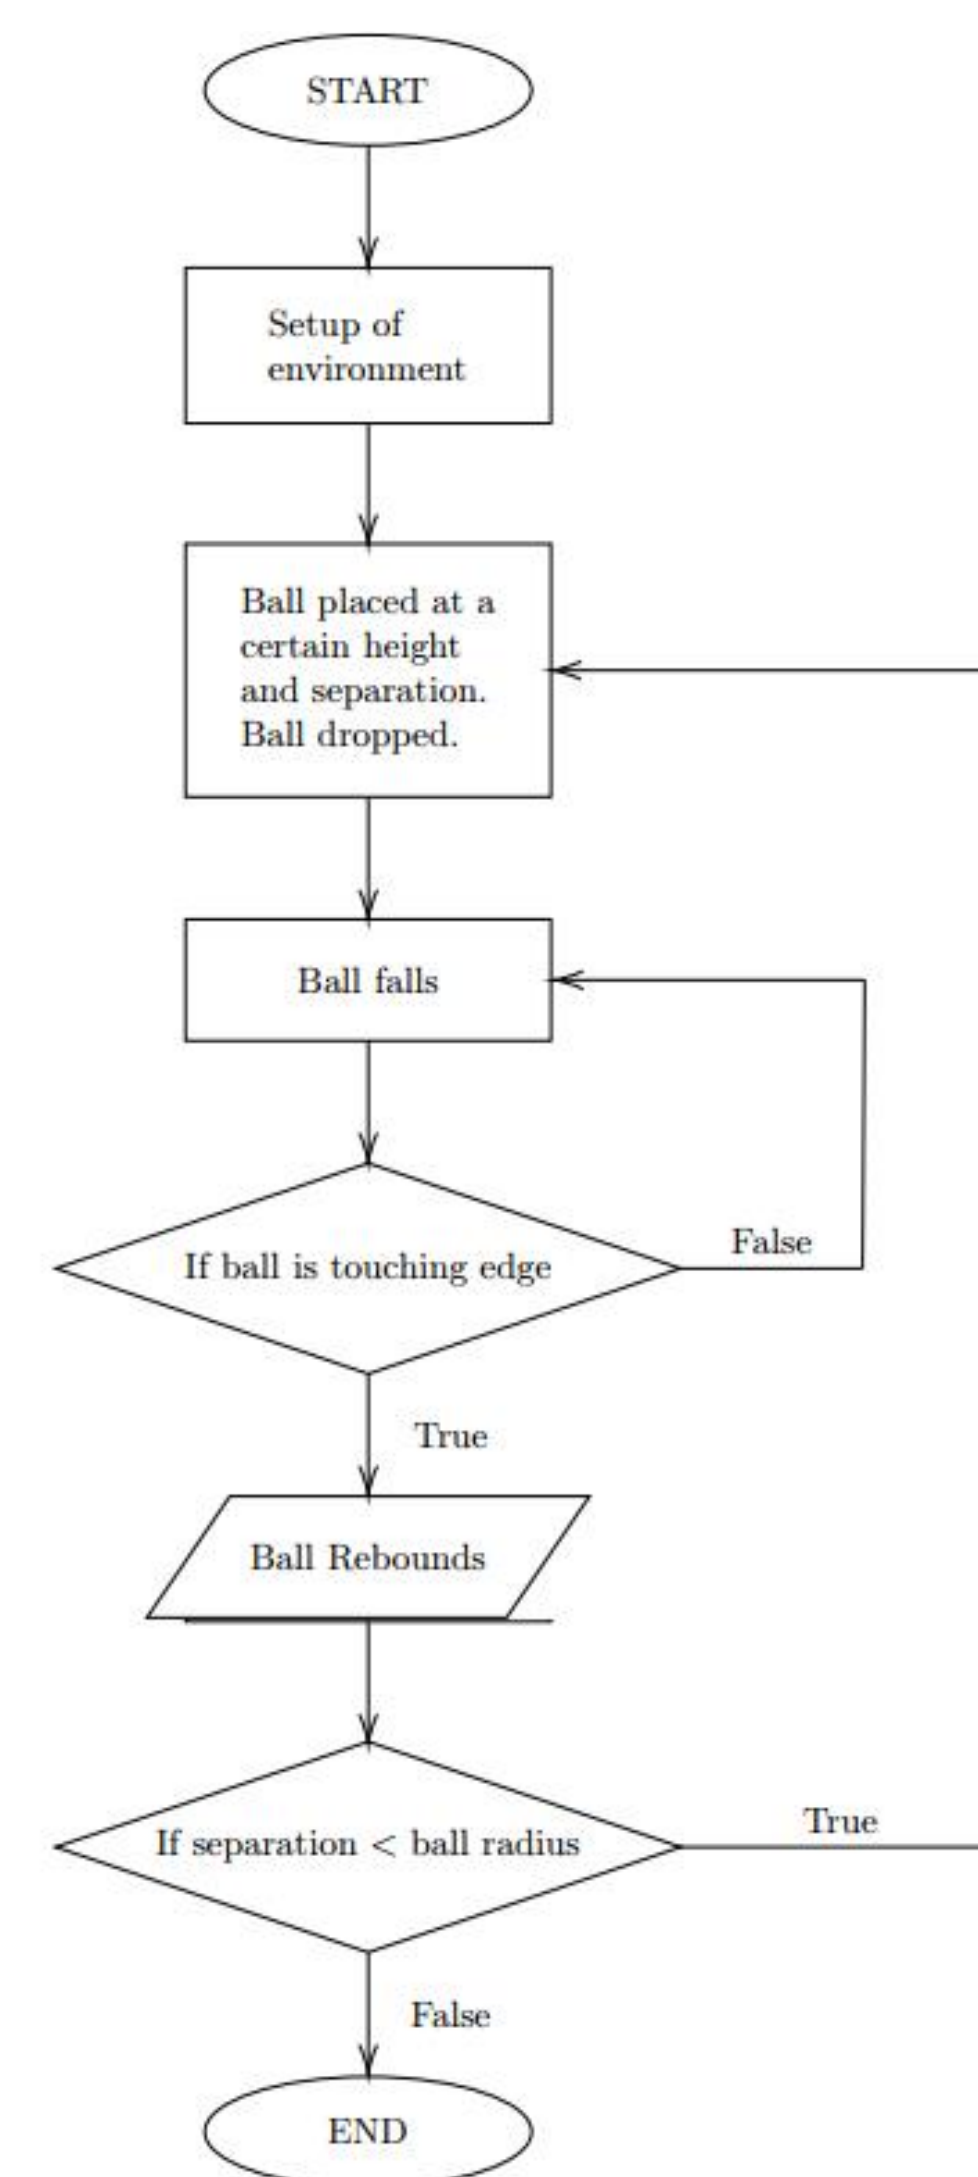 START
Setup of
environment
Ball placed at a
certain height
and separation.
Ball dropped.
Ball falls
If ball is touching edge
False
True
Ball Rebounds
If separation < ball radius
True
False
END